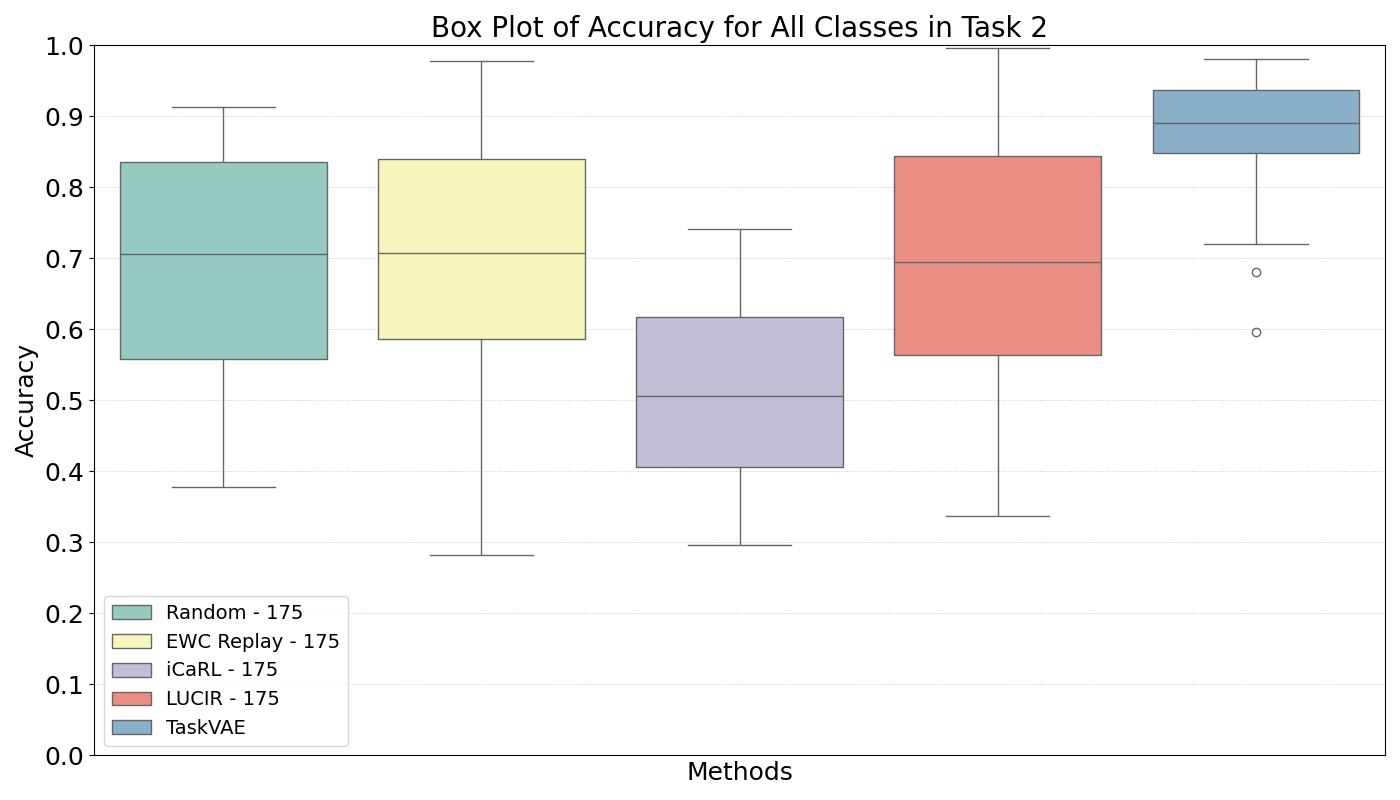 Box Plot of Accuracy for All Classes in Task 2
1.0
0.9
0.8
0.7
0.6
0.5
0.4
0.3
0.2
0.1
0.0
Accuracy
Random - 175
EWC Replay - 175
iCaRL - 175
LUCIR - 175
TaskVAE
Methods